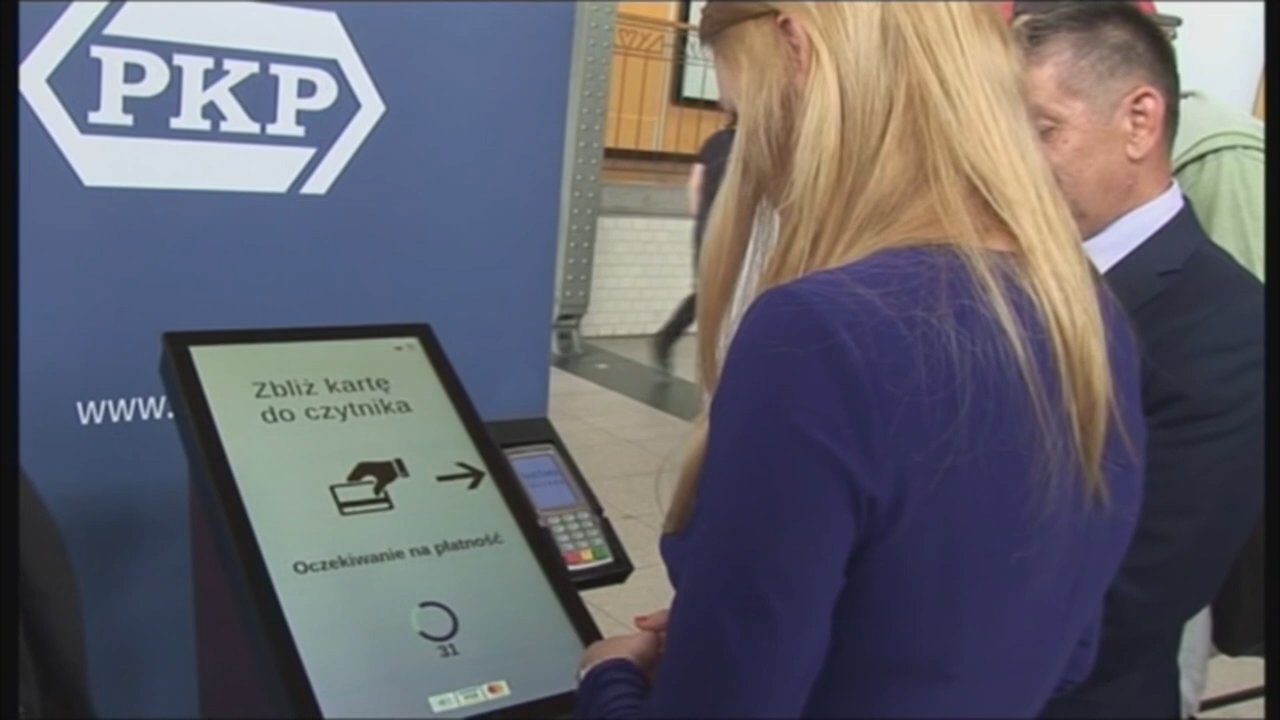 PKP
www.
Zbliż kartę
do czytnika
Oczekiwanie na płatność
31